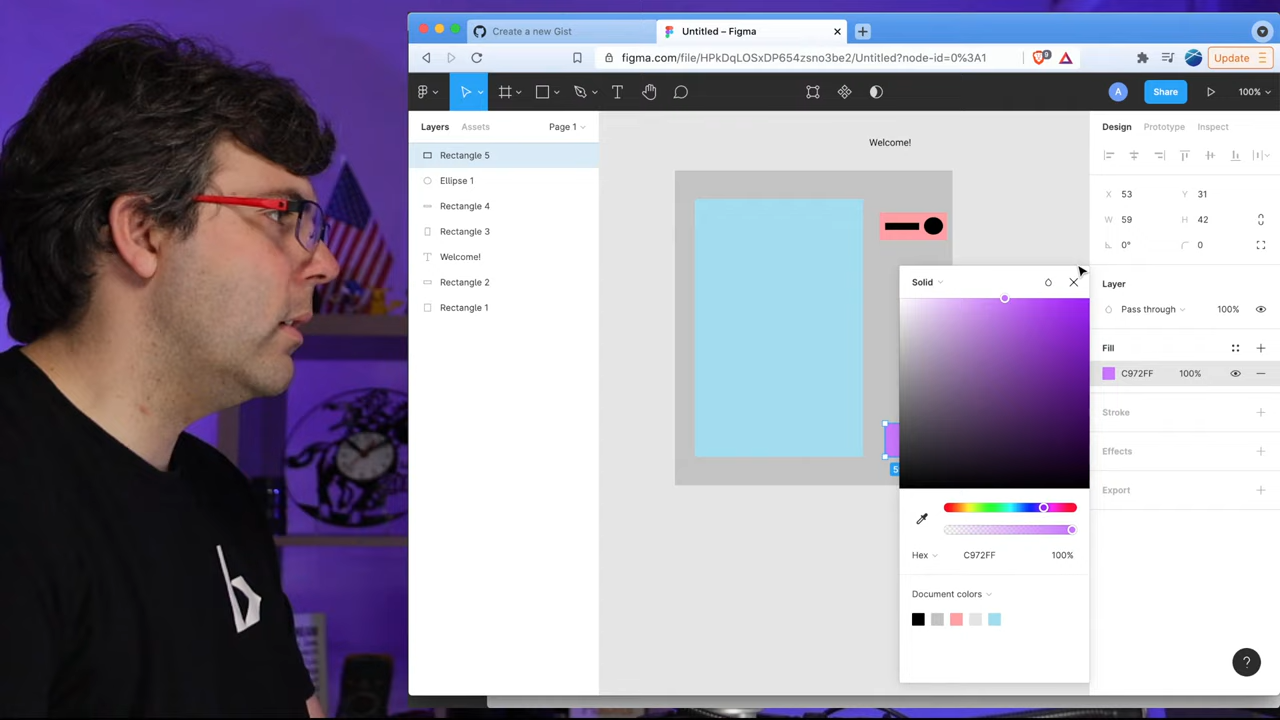 Create a new Gist
Untitled – Figma
figma.com/file/HPkDqLOSxDP654zsno3be2/Untitled?node-id=0%3A1
9
Update
A
Share
100%
Layers
Assets
Page 1
Rectangle 5
Ellipse 1
Rectangle 4
Rectangle 3
Welcome!
Rectangle 2
Rectangle 1
Welcome!
Design
Prototype
Inspect
X 53
Y 31
W 59
H 42
0°
0
Layer
Pass through
100%
Fill
C972FF
100%
Stroke
Effects
Export
Solid
Hex
C972FF
100%
Document colors
5
?
b